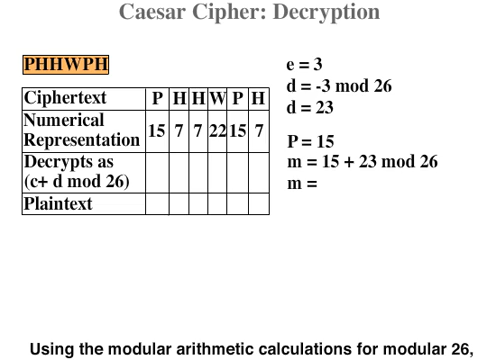 Caesar Cipher: Decryption
PHHWPH
Ciphertext P H H W P H
Numerical
Representation 15 7 7 22 15 7
Decrypts as
(c+ d mod 26)
Plaintext
e = 3
d = -3 mod 26
d = 23
P = 15
m = 15 + 23 mod 26
m =
Using the modular arithmetic calculations for modular 26,